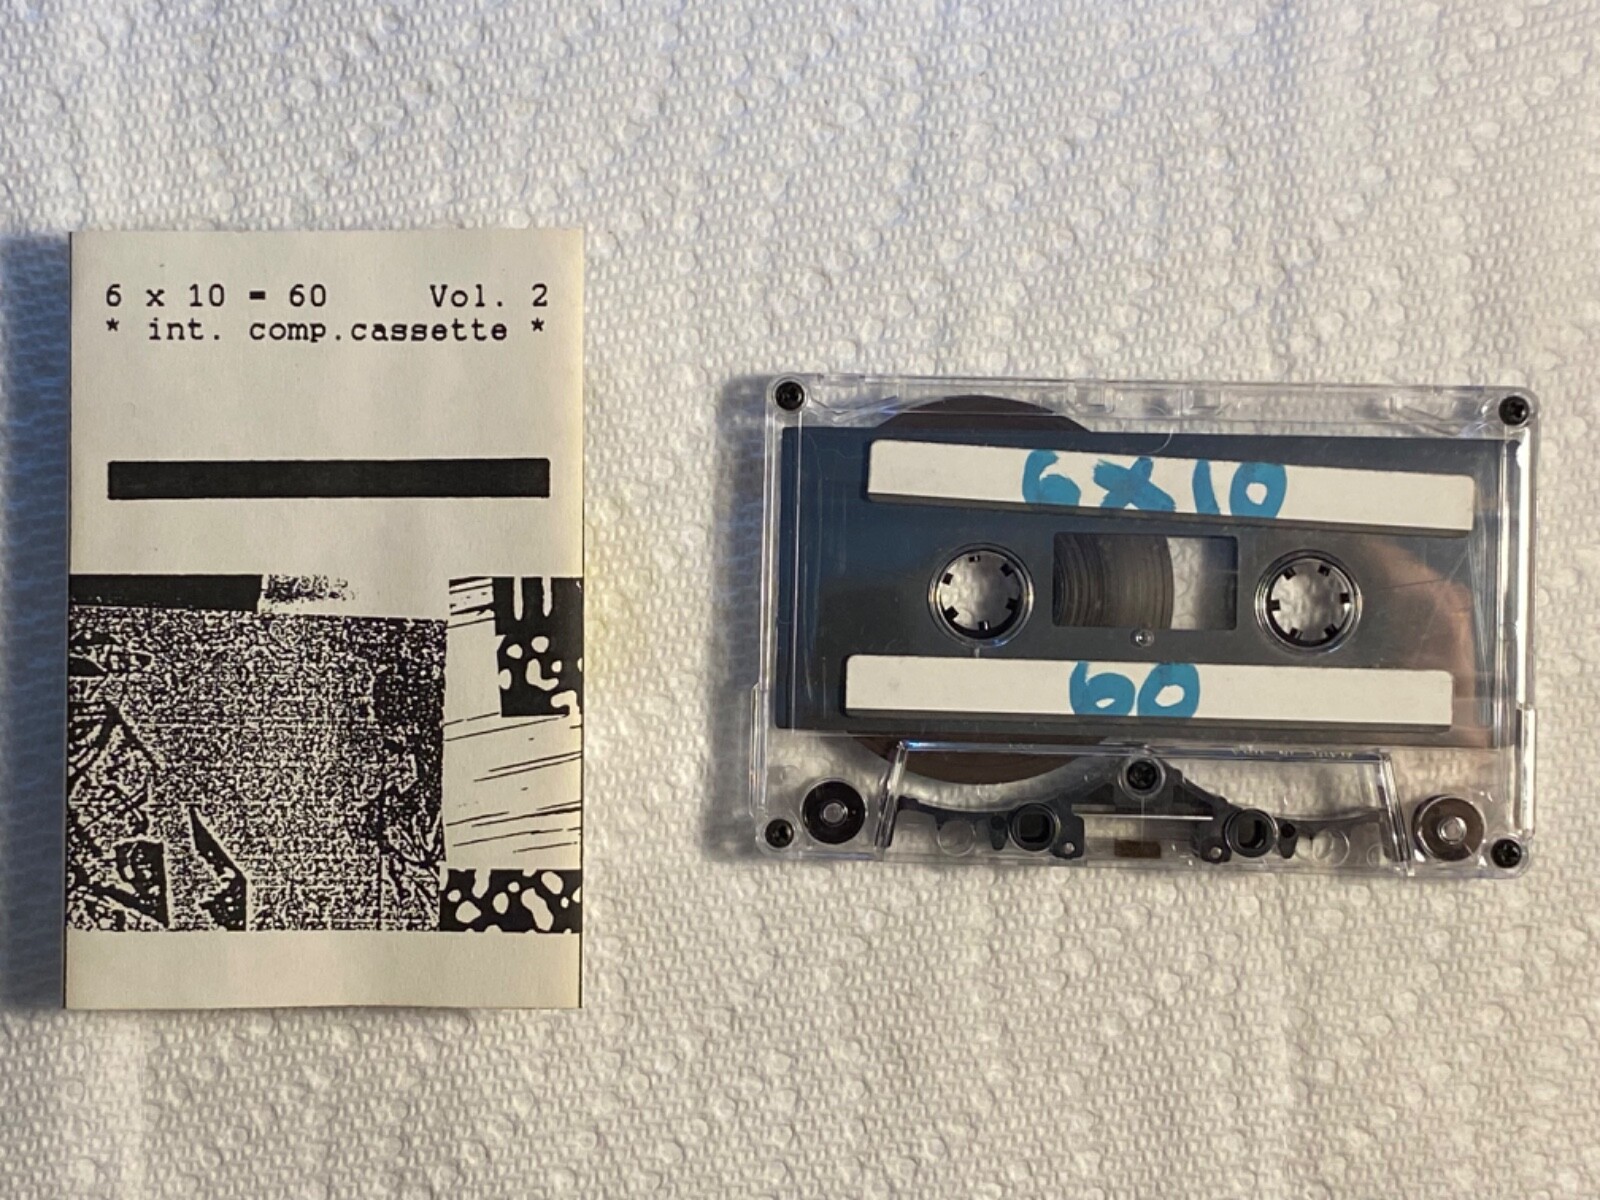 6 x 10 = 60 Vol. 2
* int. comp.cassette *
6x10
60